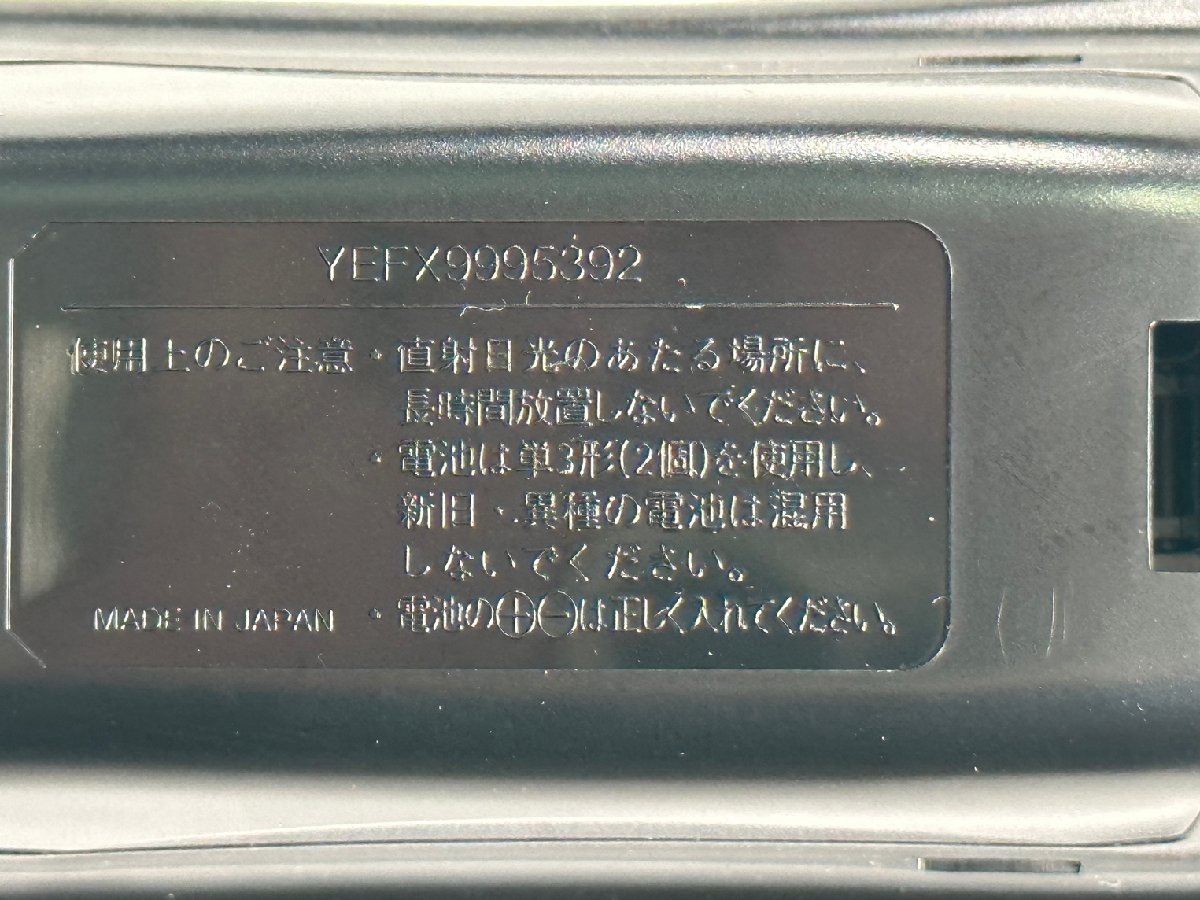 YEFX9995392
使用上のご注意・直射日光のあたる場所に、
長時間放置しないでください。
・電池は単3形(2個)を使用し、
新旧・異種の電池は混用
しないでください。
MADE IN JAPAN ・電池の⊕⊖は正しく入れてください。